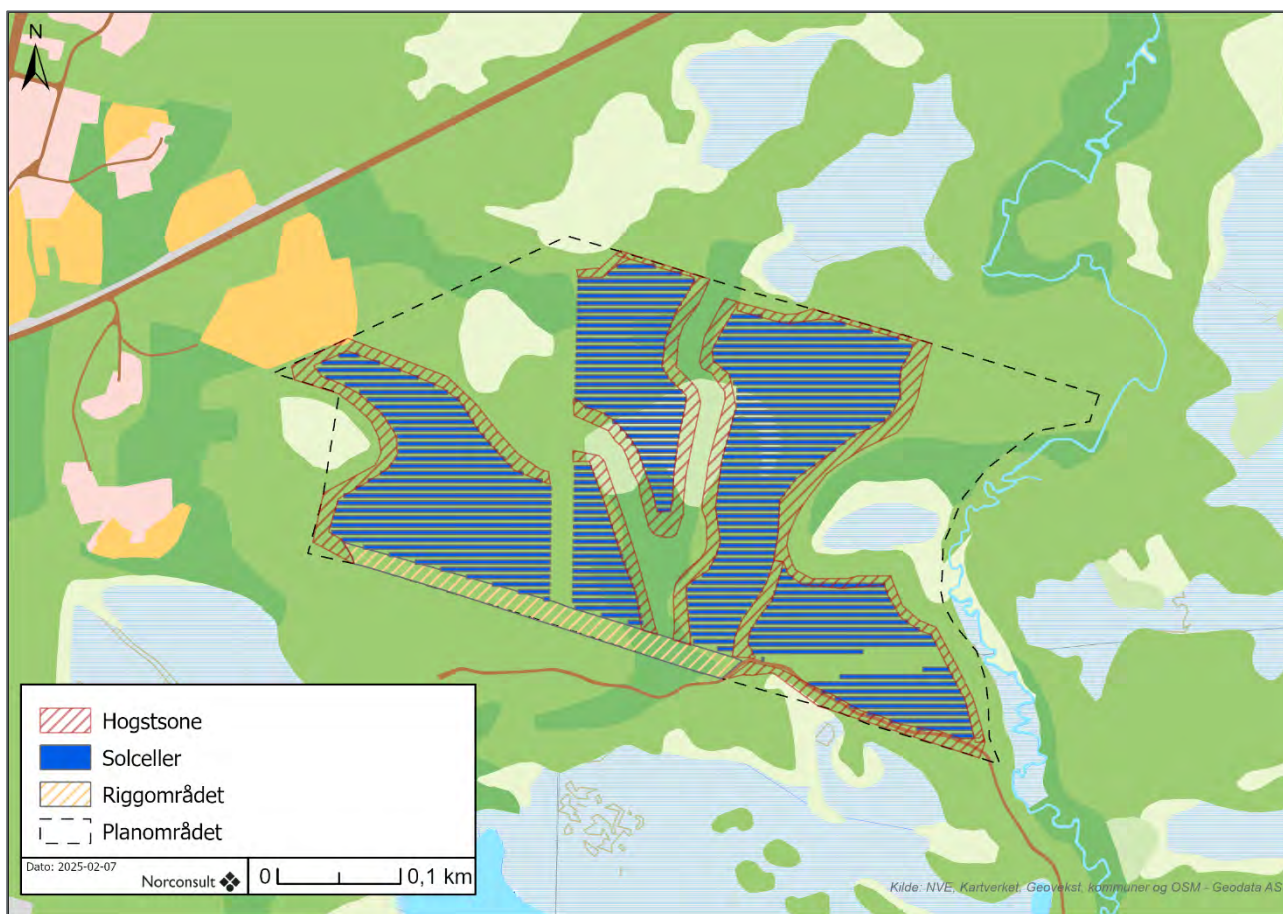 N
Hogstsone
Solceller
Riggområdet
Planområdet
Dato: 2025-02-07
Norconsult
0 0,1 km
Kilde: NVE, Kartverket, Geovekst, kommuner og OSM - Geodata AS